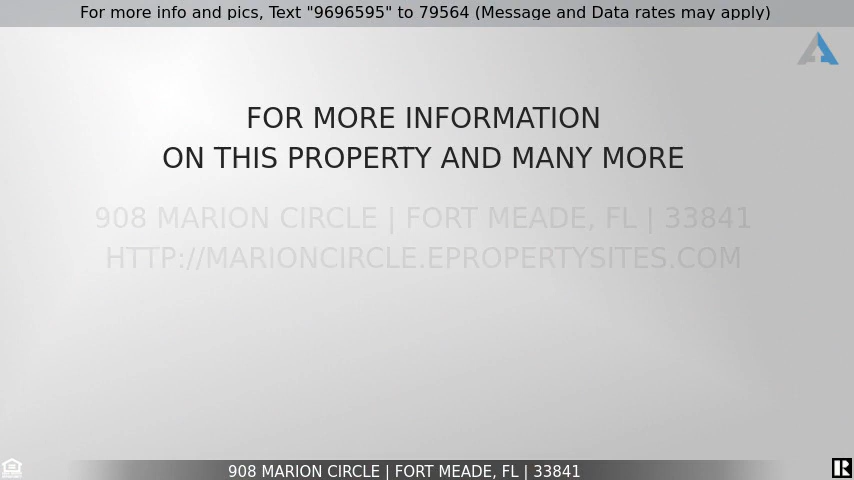 For more info and pics, Text "9696595" to 79564 (Message and Data rates may apply)
FOR MORE INFORMATION
ON THIS PROPERTY AND MANY MORE
908 MARION CIRCLE | FORT MEADE, FL | 33841
HTTP://MARIONCIRCLE.EPROPERTYSITES.COM
908 MARION CIRCLE | FORT MEADE, FL | 33841